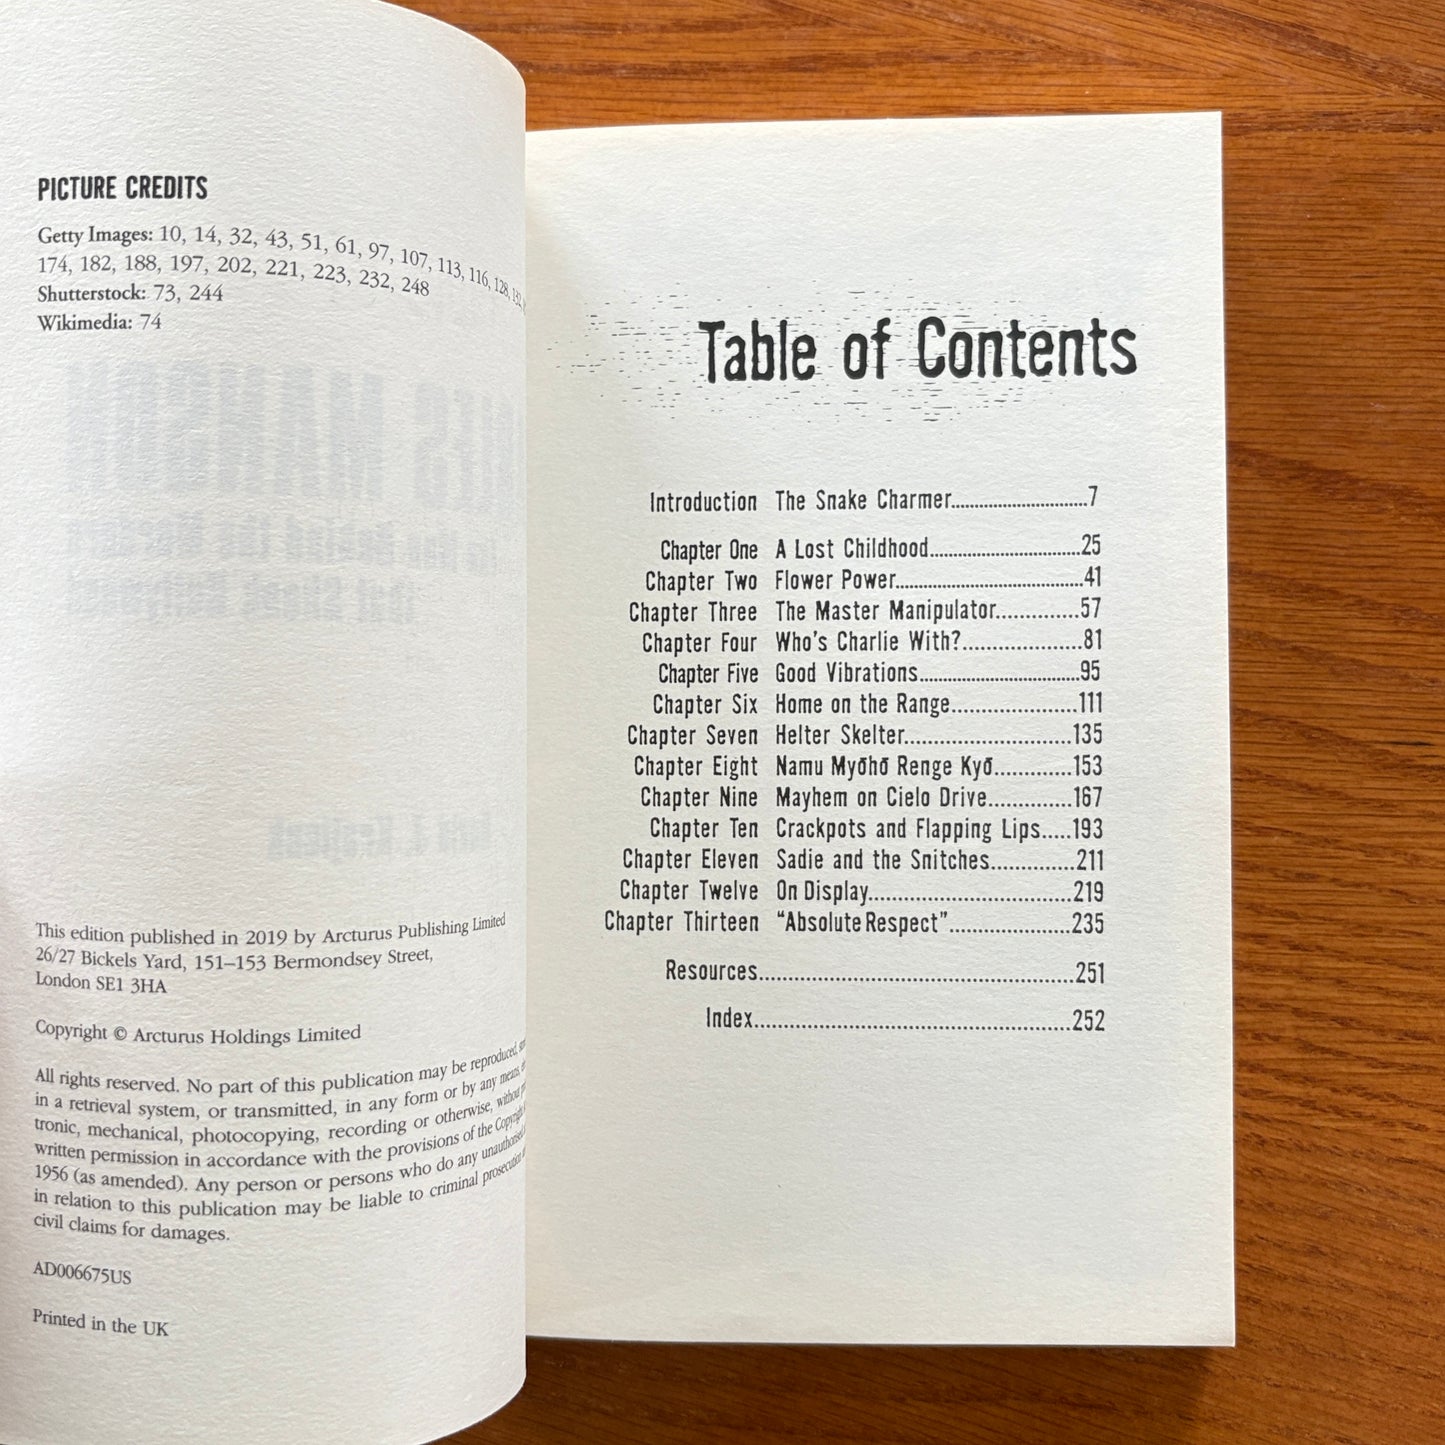 PICTURE CREDITS
Getty Images: 10, 14, 32, 43, 51, 61, 97, 107, 113, 116, 128, 132,
174, 182, 188, 197, 202, 221, 223, 232, 248
Shutterstock: 73, 244
Wikimedia: 74
This edition published in 2019 by Arcturus Publishing Limited
26/27 Bickels Yard, 151–153 Bermondsey Street,
London SE1 3HA
Copyright © Arcturus Holdings Limited
All rights reserved. No part of this publication may be reproduced,
in a retrieval system, or transmitted, in any form or by any means,
tronic, mechanical, photocopying, recording or otherwise, without
written permission in accordance with the provisions of the Copyright
1956 (as amended). Any person or persons who do any unauthorised
in relation to this publication may be liable to criminal prosecution
civil claims for damages.
AD006675US
Printed in the UK
Table of Contents
Introduction The Snake Charmer..............................7
Chapter One A Lost Childhood.................................25
Chapter Two Flower Power.........................................41
Chapter Three The Master Manipulator..............57
Chapter Four Who's Charlie With?.....................81
Chapter Five Good Vibrations...................................95
Chapter Six Home on the Range......................111
Chapter Seven Helter Skelter............................135
Chapter Eight Namu Myōhō Renge Kyō.............153
Chapter Nine Mayhem on Cielo Drive..............167
Chapter Ten Crackpots and Flapping Lips.....193
Chapter Eleven Sadie and the Snitches..............211
Chapter Twelve On Display..................................219
Chapter Thirteen “Absolute Respect”....................235
Resources.....................................................251
Index.....................................................252